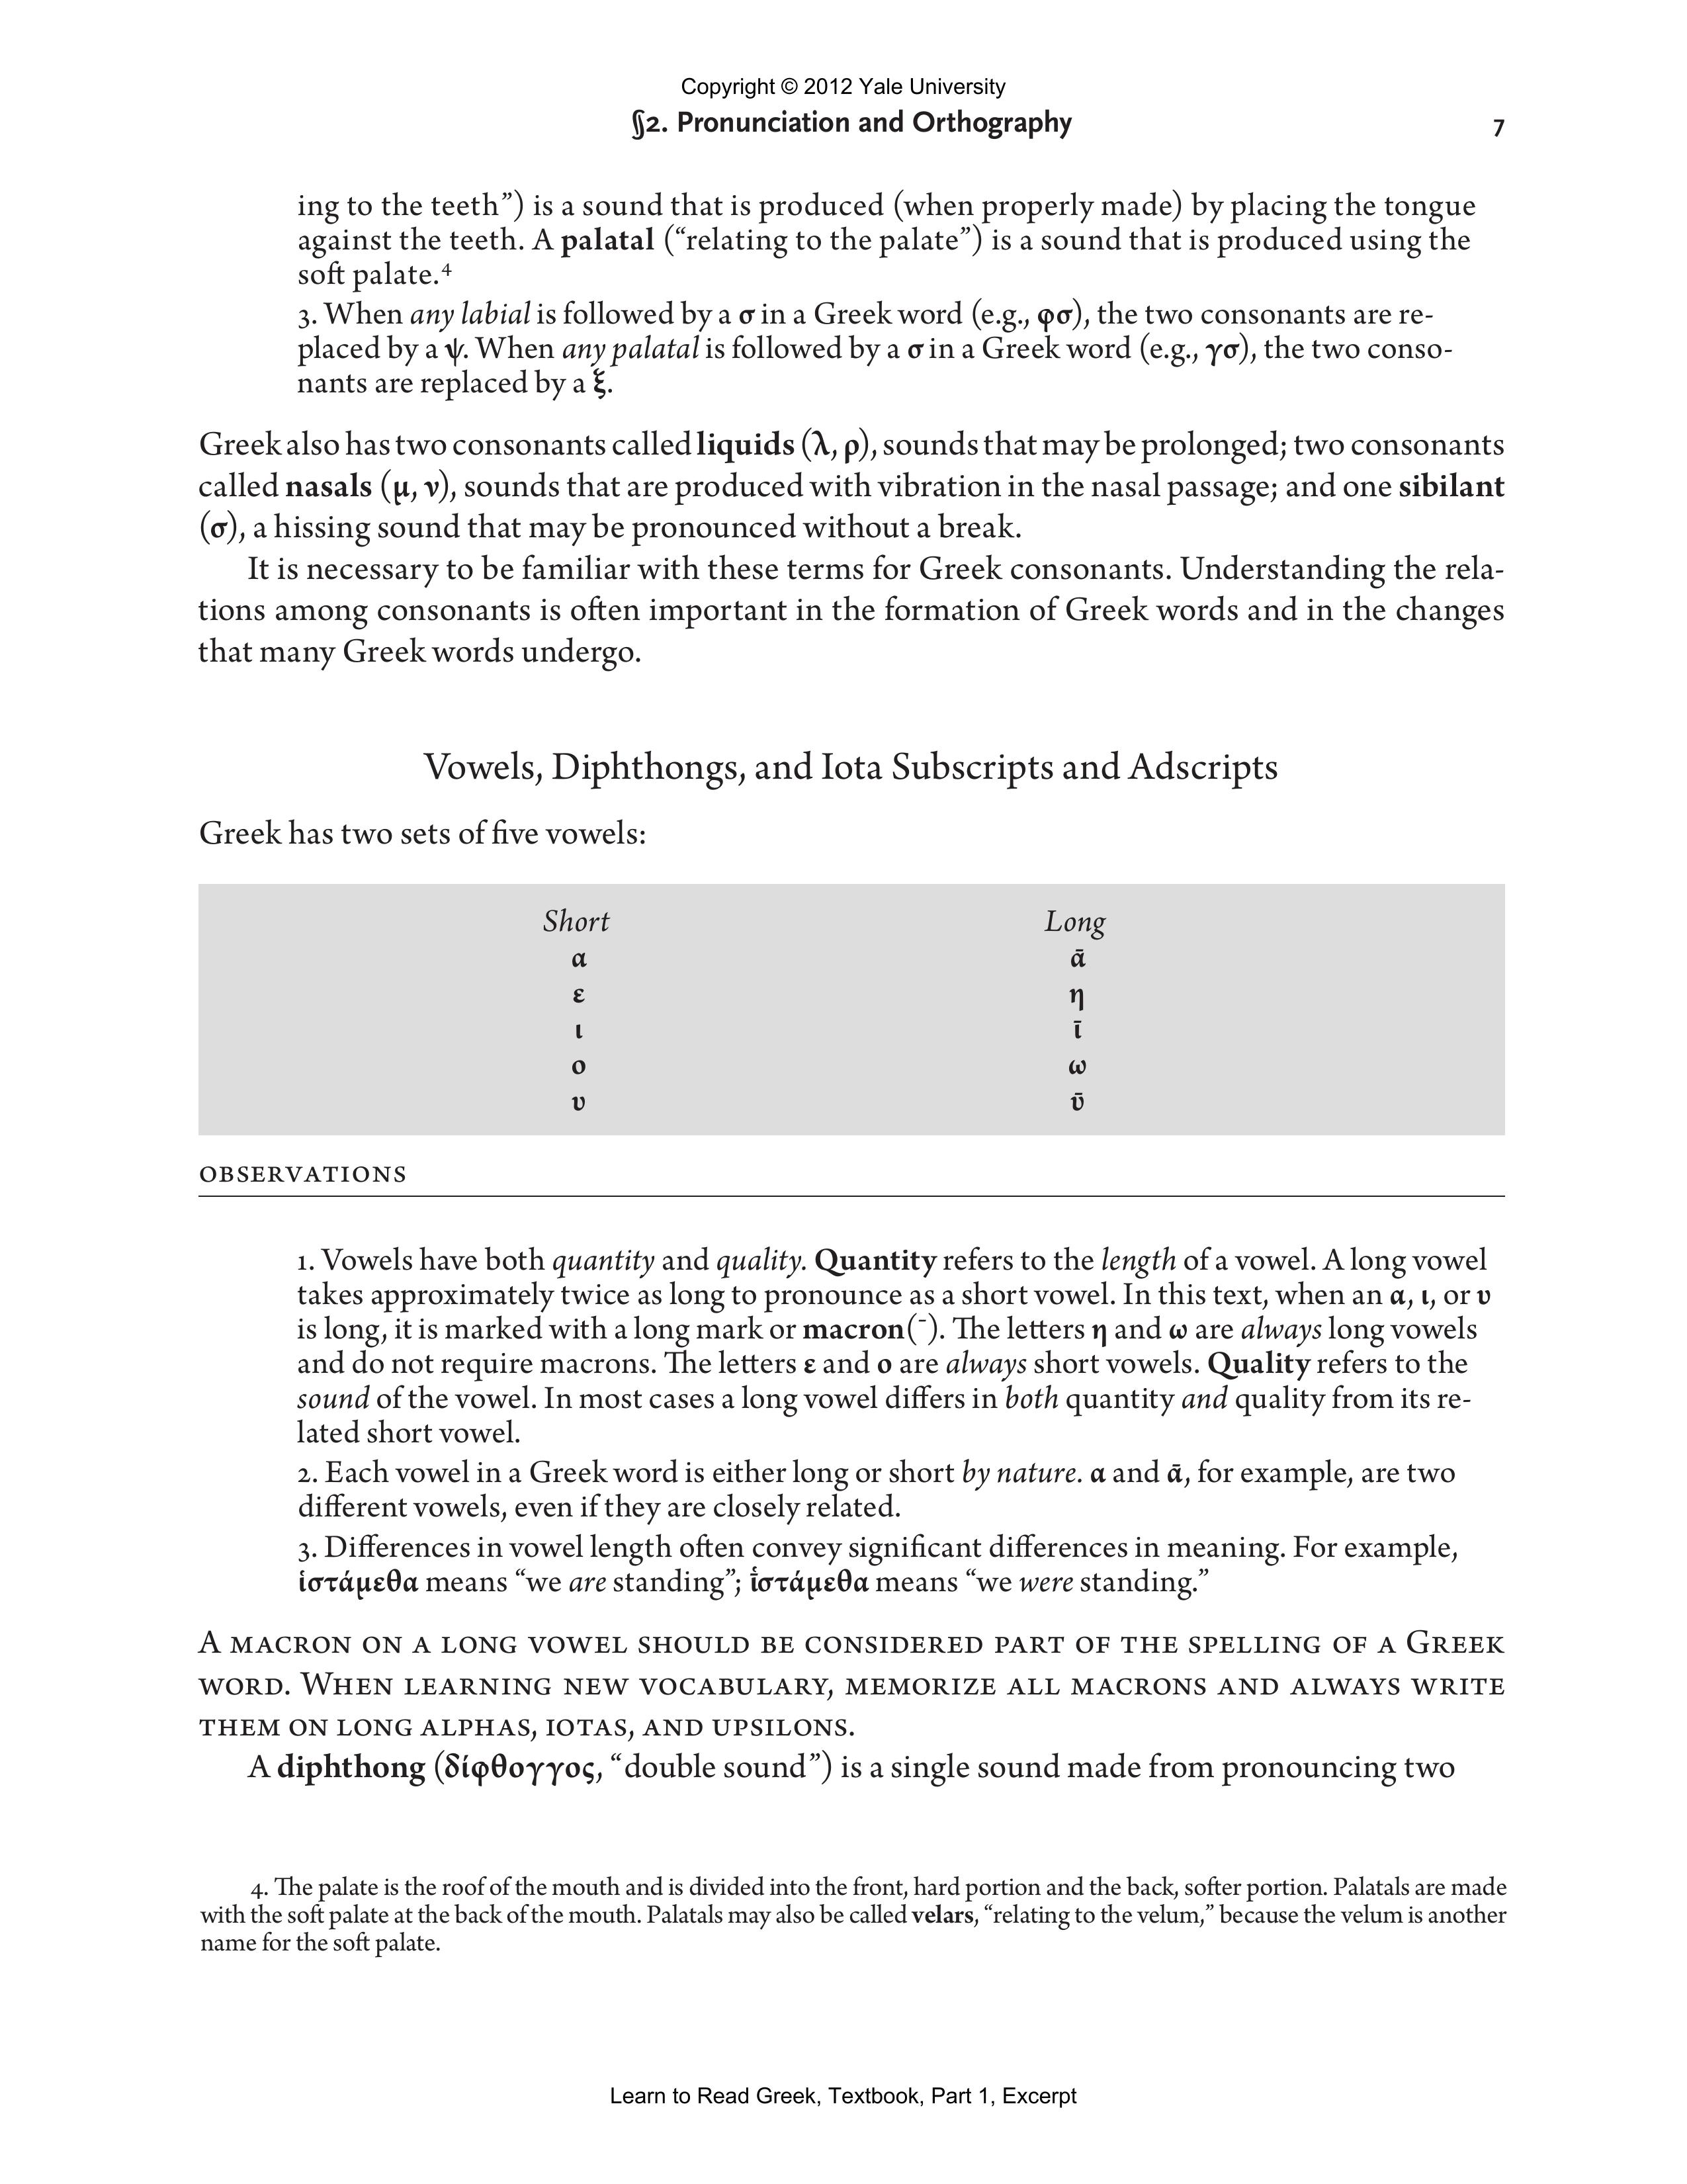 Copyright © 2012 Yale University
§2. Pronunciation and Orthography 7
ing to the teeth”) is a sound that is produced (when properly made) by placing the tongue
against the teeth. A palatal (“relating to the palate”) is a sound that is produced using the
soft palate.⁴
3. When any labial is followed by a σ in a Greek word (e.g., φσ), the two consonants are re-
placed by a ψ. When any palatal is followed by a σ in a Greek word (e.g., γσ), the two conso-
nants are replaced by a ξ.
Greek also has two consonants called liquids (λ, ρ), sounds that may be prolonged; two consonants
called nasals (μ, ν), sounds that are produced with vibration in the nasal passage; and one sibilant
(σ), a hissing sound that may be pronounced without a break.
It is necessary to be familiar with these terms for Greek consonants. Understanding the rela-
tions among consonants is often important in the formation of Greek words and in the changes
that many Greek words undergo.
Vowels, Diphthongs, and Iota Subscripts and Adscripts
Greek has two sets of five vowels:
Short Long
α ᾱ
ε η
ι ῑ
ο ω
υ ῡ
OBSERVATIONS
1. Vowels have both quantity and quality. Quantity refers to the length of a vowel. A long vowel
takes approximately twice as long to pronounce as a short vowel. In this text, when an α, ι, or υ
is long, it is marked with a long mark or macron(ˉ). The letters η and ω are always long vowels
and do not require macrons. The letters ε and ο are always short vowels. Quality refers to the
sound of the vowel. In most cases a long vowel differs in both quantity and quality from its re-
lated short vowel.
2. Each vowel in a Greek word is either long or short by nature. α and ᾱ, for example, are two
different vowels, even if they are closely related.
3. Differences in vowel length often convey significant differences in meaning. For example,
ἱστάμεθα means “we are standing”; ῑ̔στάμεθα means “we were standing.”
A MACRON ON A LONG VOWEL SHOULD BE CONSIDERED PART OF THE SPELLING OF A GREEK
WORD. WHEN LEARNING NEW VOCABULARY, MEMORIZE ALL MACRONS AND ALWAYS WRITE
THEM ON LONG ALPHAS, IOTAS, AND UPSILONS.
A diphthong (δίφθογγος, “double sound”) is a single sound made from pronouncing two
4. The palate is the roof of the mouth and is divided into the front, hard portion and the back, softer portion. Palatals are made
with the soft palate at the back of the mouth. Palatals may also be called velars, “relating to the velum,” because the velum is another
name for the soft palate.
Learn to Read Greek, Textbook, Part 1, Excerpt